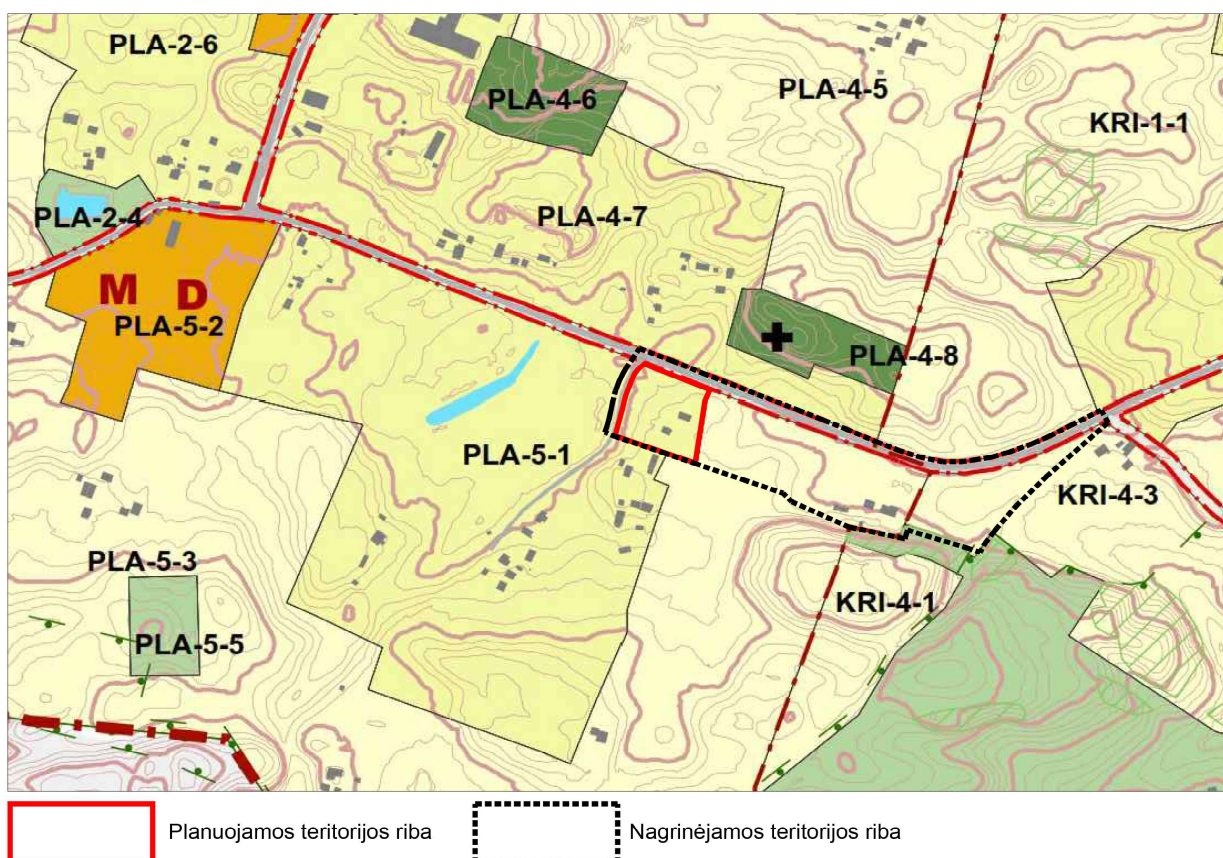 PLA-2-6
PLA-4-6
PLA-4-5
KRI-1-1
PLA-2-4
PLA-4-7
M D
PLA-5-2
PLA-4-8
PLA-5-1
KRI-4-3
PLA-5-3
KRI-4-1
PLA-5-5
Planuojamos teritorijos riba
Nagrinėjamos teritorijos riba